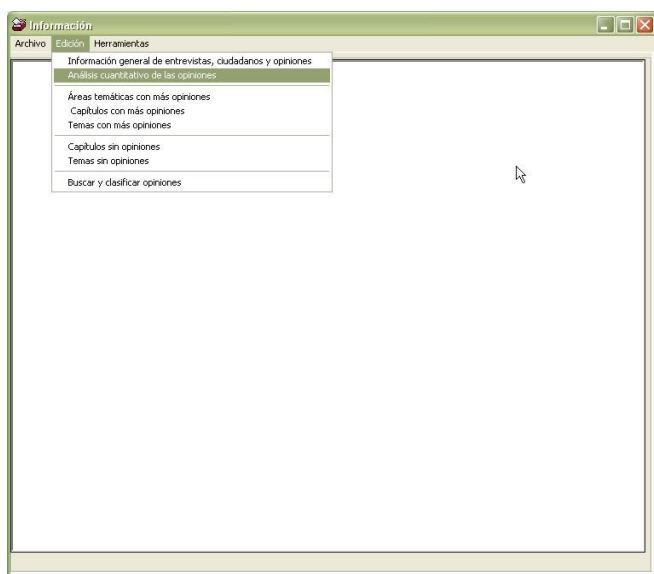 Información
Archivo Edición Herramientas
Información general de entrevistas, ciudadanos y opiniones
Análisis cuantitativo de las opiniones
Áreas temáticas con más opiniones
Capítulos con más opiniones
Temas con más opiniones
Capítulos sin opiniones
Temas sin opiniones
Buscar y clasificar opiniones